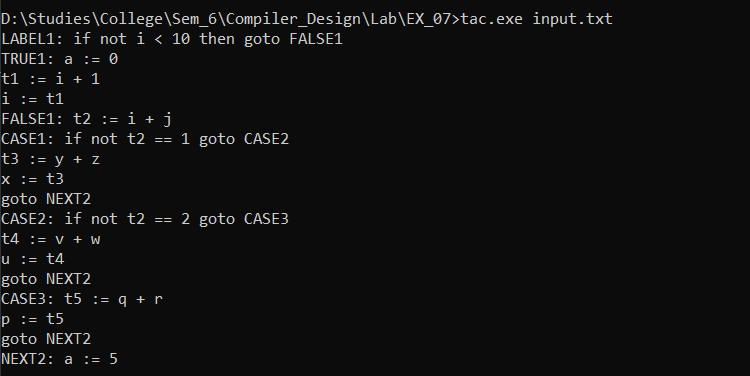 D:\Studies\College\Sem_6\Compiler_Design\Lab\EX_07>tac.exe input.txt
LABEL1: if not i < 10 then goto FALSE1
TRUE1: a := 0
t1 := i + 1
i := t1
FALSE1: t2 := i + j
CASE1: if not t2 == 1 goto CASE2
t3 := y + z
x := t3
goto NEXT2
CASE2: if not t2 == 2 goto CASE3
t4 := v + w
u := t4
goto NEXT2
CASE3: t5 := q + r
p := t5
goto NEXT2
NEXT2: a := 5